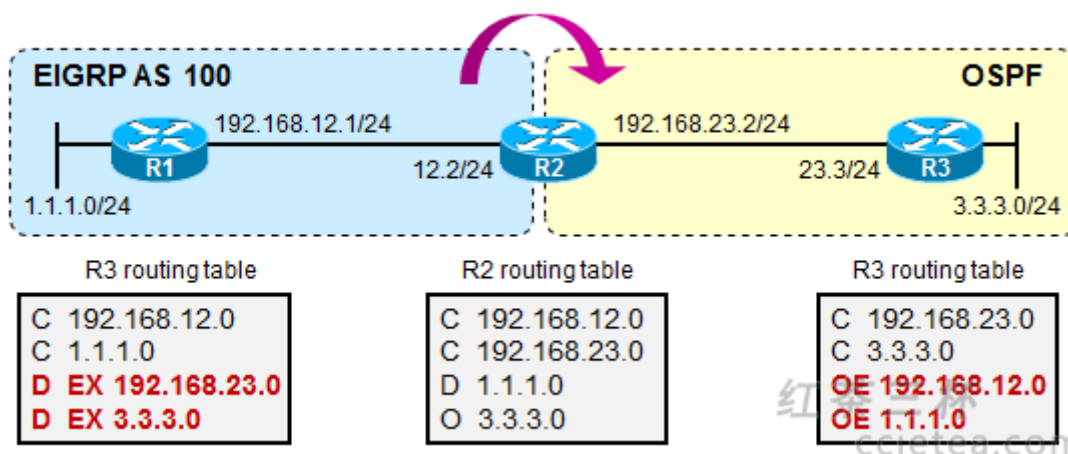 EIGRP AS 100
OSPF
192.168.12.1/24
192.168.23.2/24
R1
12.2/24
R2
23.3/24
R3
1.1.1.0/24
3.3.3.0/24
R3 routing table
C 192.168.12.0
C 1.1.1.0
D EX 192.168.23.0
D EX 3.3.3.0
R2 routing table
C 192.168.12.0
C 192.168.23.0
D 1.1.1.0
O 3.3.3.0
R3 routing table
C 192.168.23.0
C 3.3.3.0
OE 192.168.12.0
OE 1.1.1.0
红茶三杯
ccietea.com